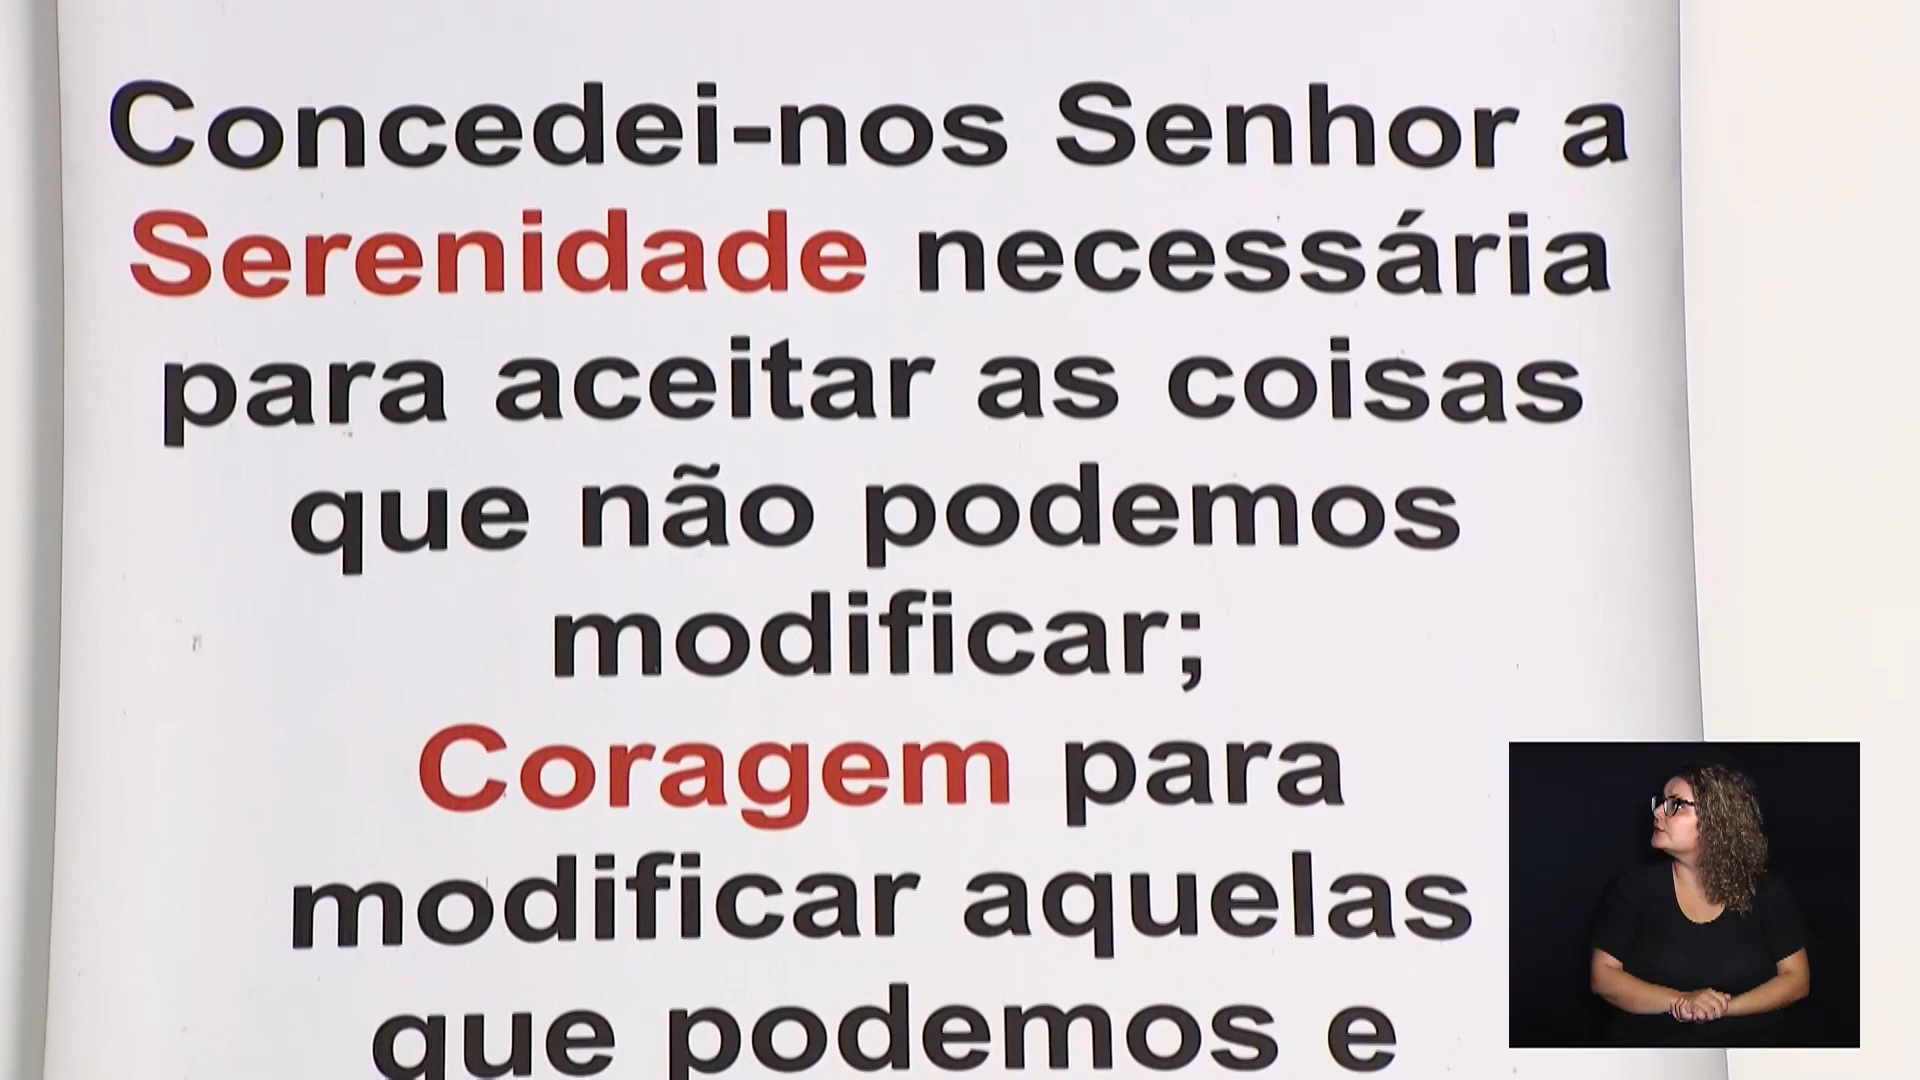 Concedei-nos Senhor a
Serenidade necessária
para aceitar as coisas
que não podemos
modificar;
Coragem para
modificar aquelas
que podemos e